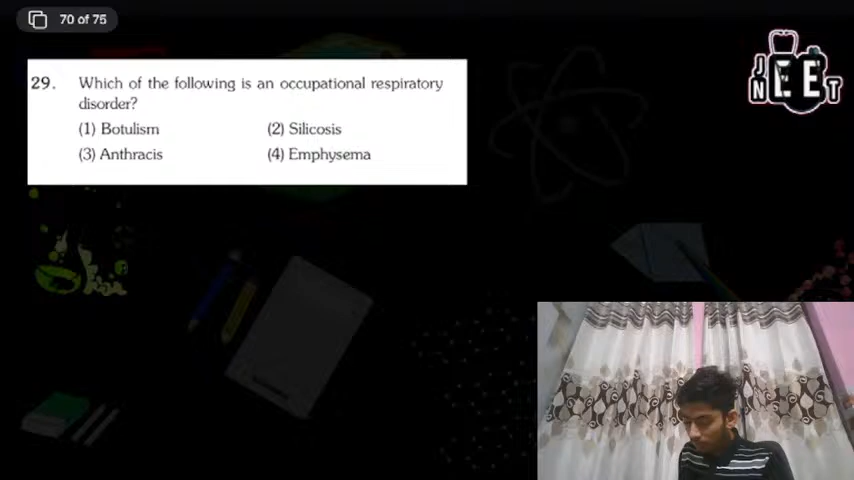 70 of 75
29. Which of the following is an occupational respiratory
disorder?
(1) Botulism (2) Silicosis
(3) Anthracis (4) Emphysema
J
NEET